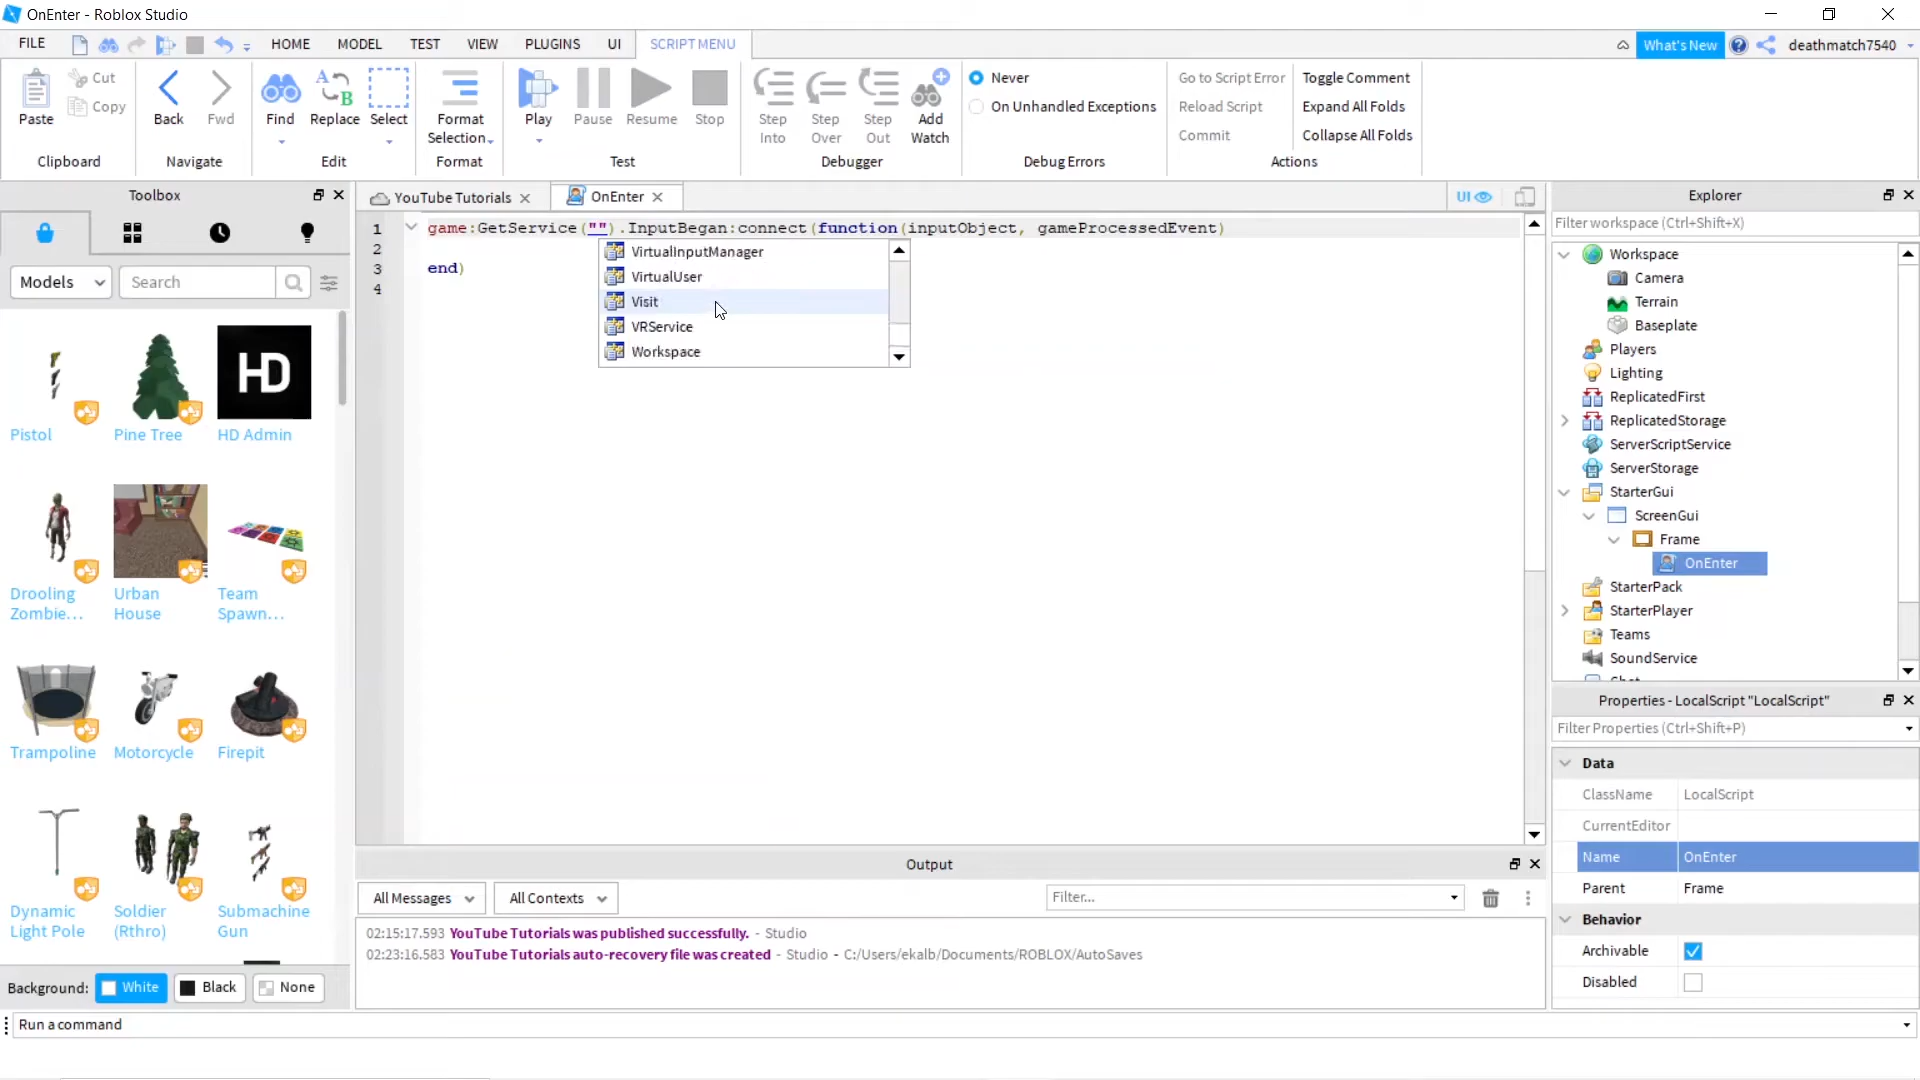 OnEnter - Roblox Studio
FILE HOME MODEL TEST VIEW PLUGINS UI SCRIPT MENU What's New deathmatch7540
Paste Cut Copy Clipboard
Back Fwd Navigate
Find Replace Select Edit
Format Selection Format
Play Pause Resume Stop Test
Step Into Step Over Step Out Add Watch Debugger
Never
On Unhandled Exceptions
Debug Errors
Go to Script Error Toggle Comment
Reload Script Expand All Folds
Commit Collapse All Folds
Actions
Toolbox
Models Search
Pistol Pine Tree HD Admin
HD
Drooling Zombie... Urban House Team Spawn...
Trampoline Motorcycle Firepit
Dynamic Light Pole Soldier (Rthro) Submachine Gun
Background: White Black None
YouTube Tutorials OnEnter UI
1 game:GetService("").InputBegan:connect(function(inputObject, gameProcessedEvent)
2
3 end)
4
VirtualInputManager
VirtualUser
Visit
VRService
Workspace
Output
All Messages All Contexts Filter...
02:15:17.593 YouTube Tutorials was published successfully. - Studio
02:23:16.583 YouTube Tutorials auto-recovery file was created - Studio - C:/Users/ekalb/Documents/ROBLOX/AutoSaves
Explorer
Filter workspace (Ctrl+Shift+X)
Workspace
Camera
Terrain
Baseplate
Players
Lighting
ReplicatedFirst
ReplicatedStorage
ServerScriptService
ServerStorage
StarterGui
ScreenGui
Frame
OnEnter
StarterPack
StarterPlayer
Teams
SoundService
Properties - LocalScript "LocalScript"
Filter Properties (Ctrl+Shift+P)
Data
ClassName LocalScript
CurrentEditor
Name OnEnter
Parent Frame
Behavior
Archivable
Disabled
Run a command